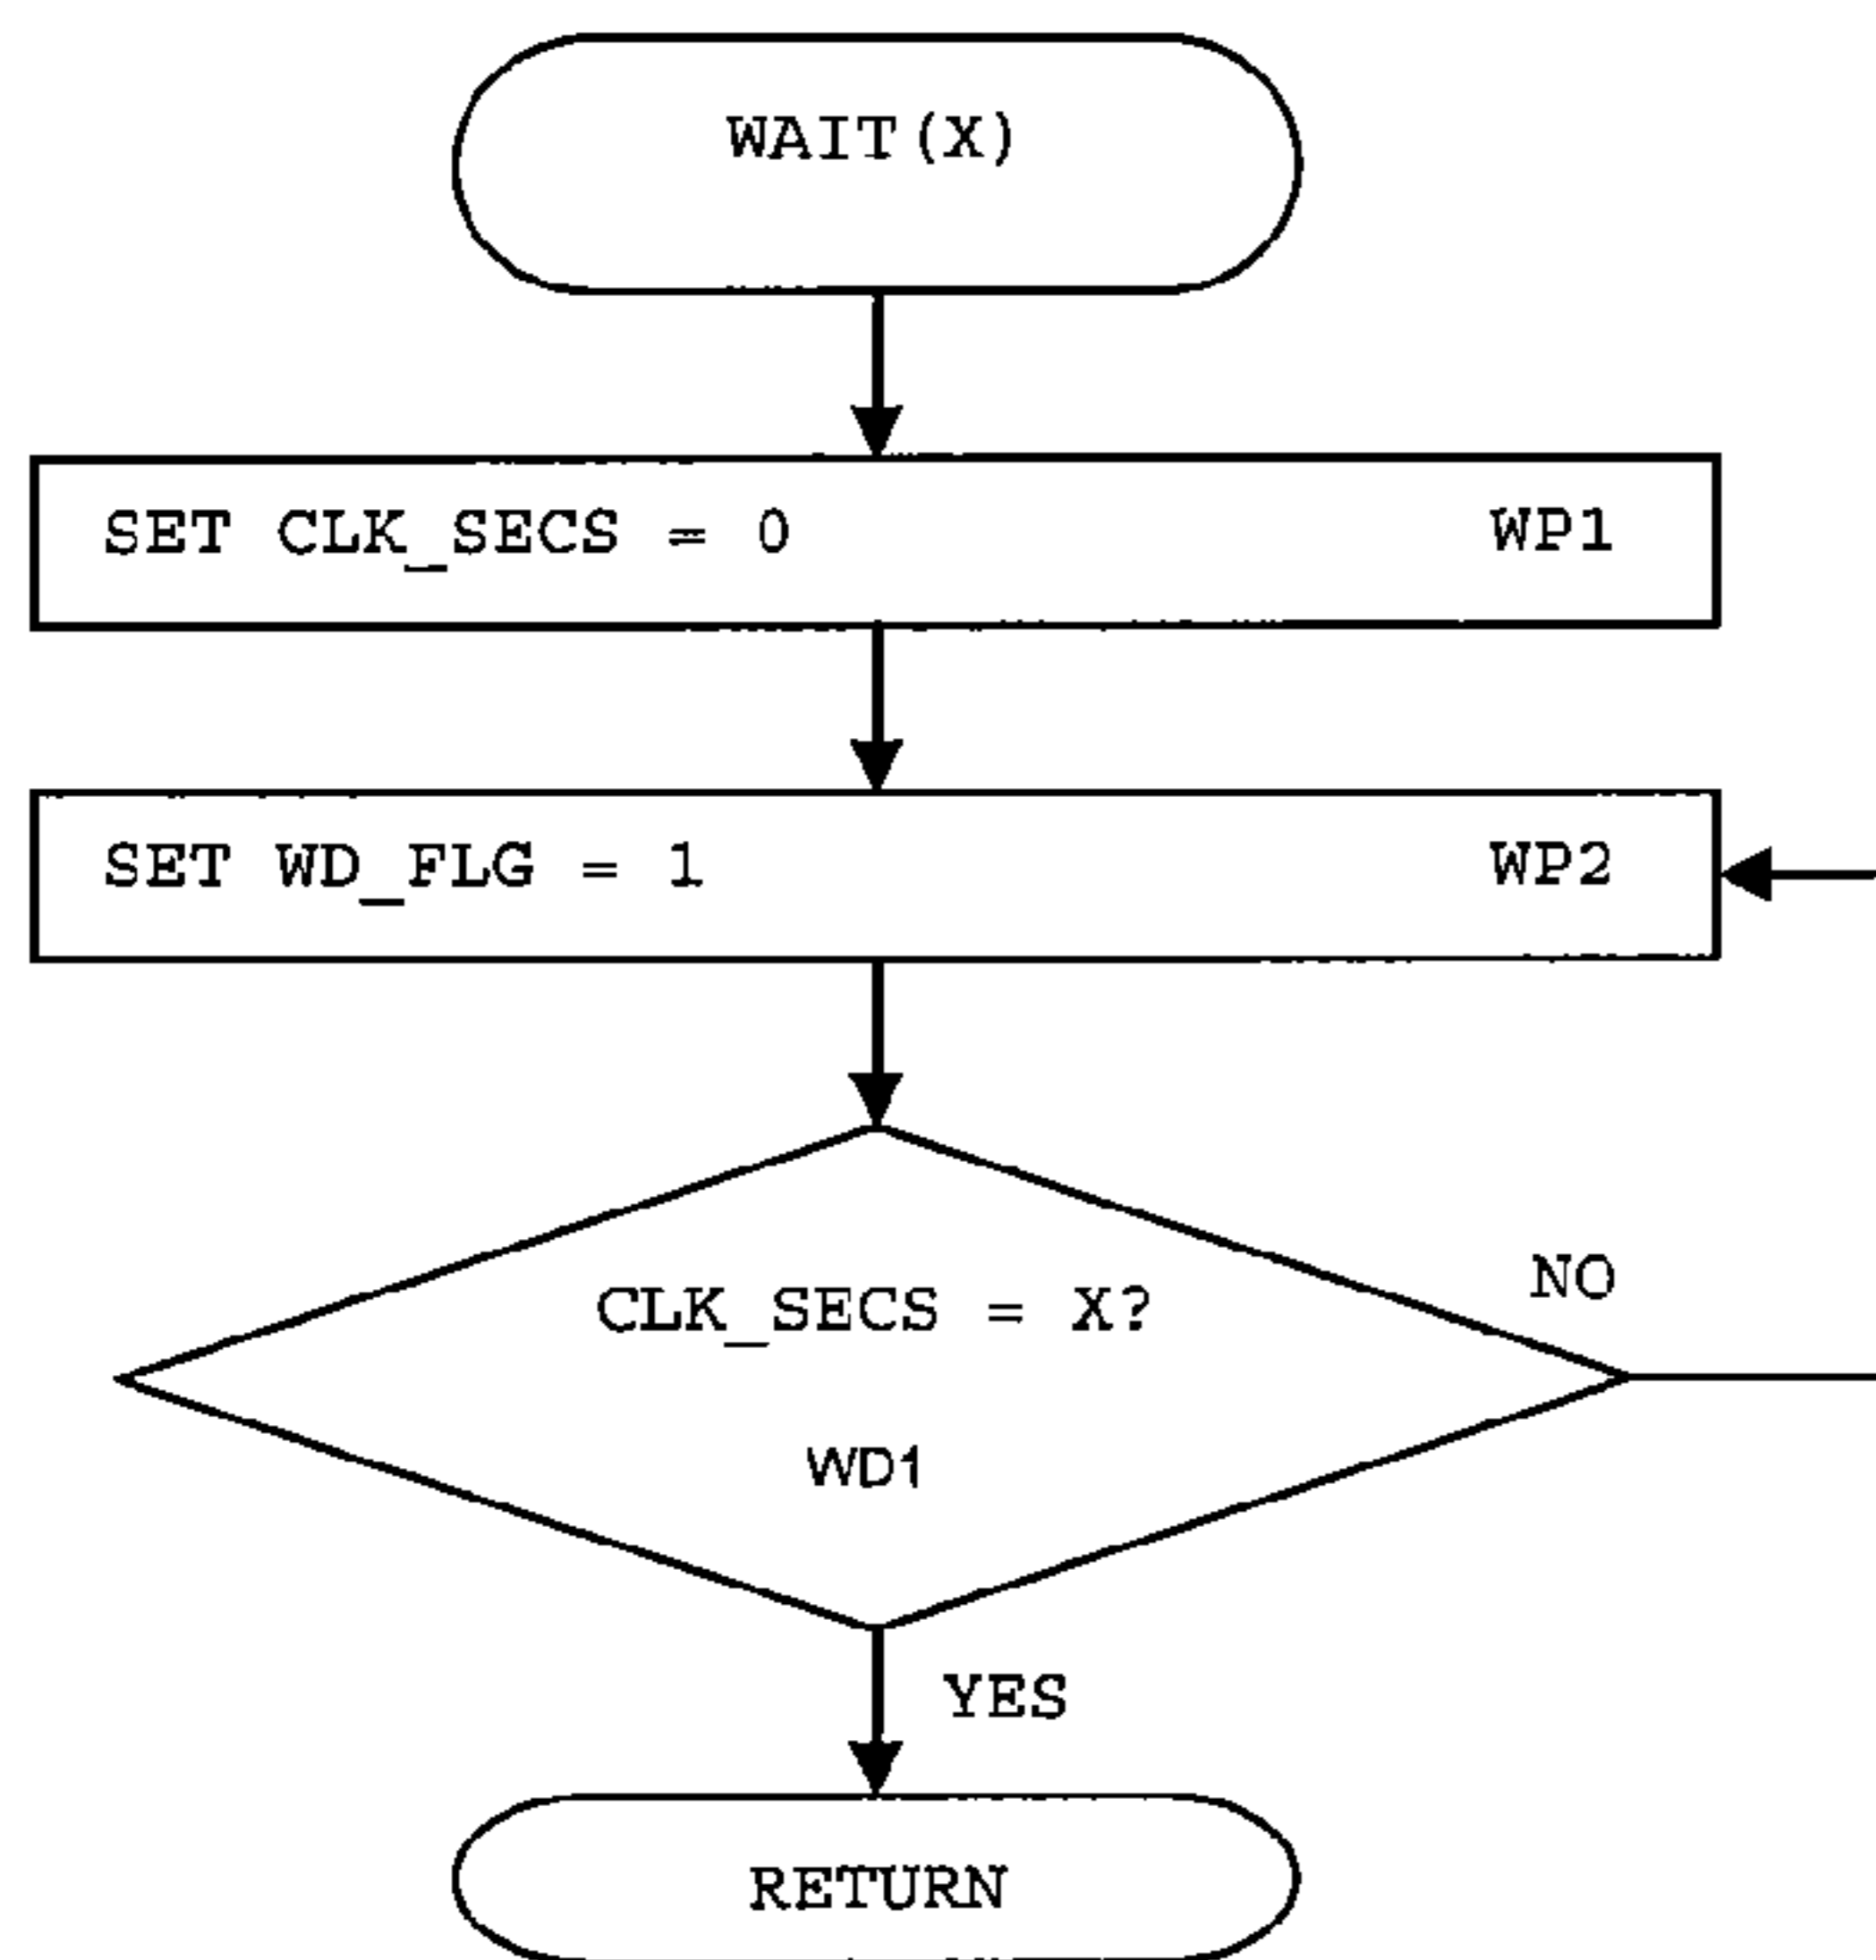 WAIT(X)
SET CLK_SECS = 0 WP1
SET WD_FLG = 1 WP2
CLK_SECS = X?
NO
WD1
YES
RETURN